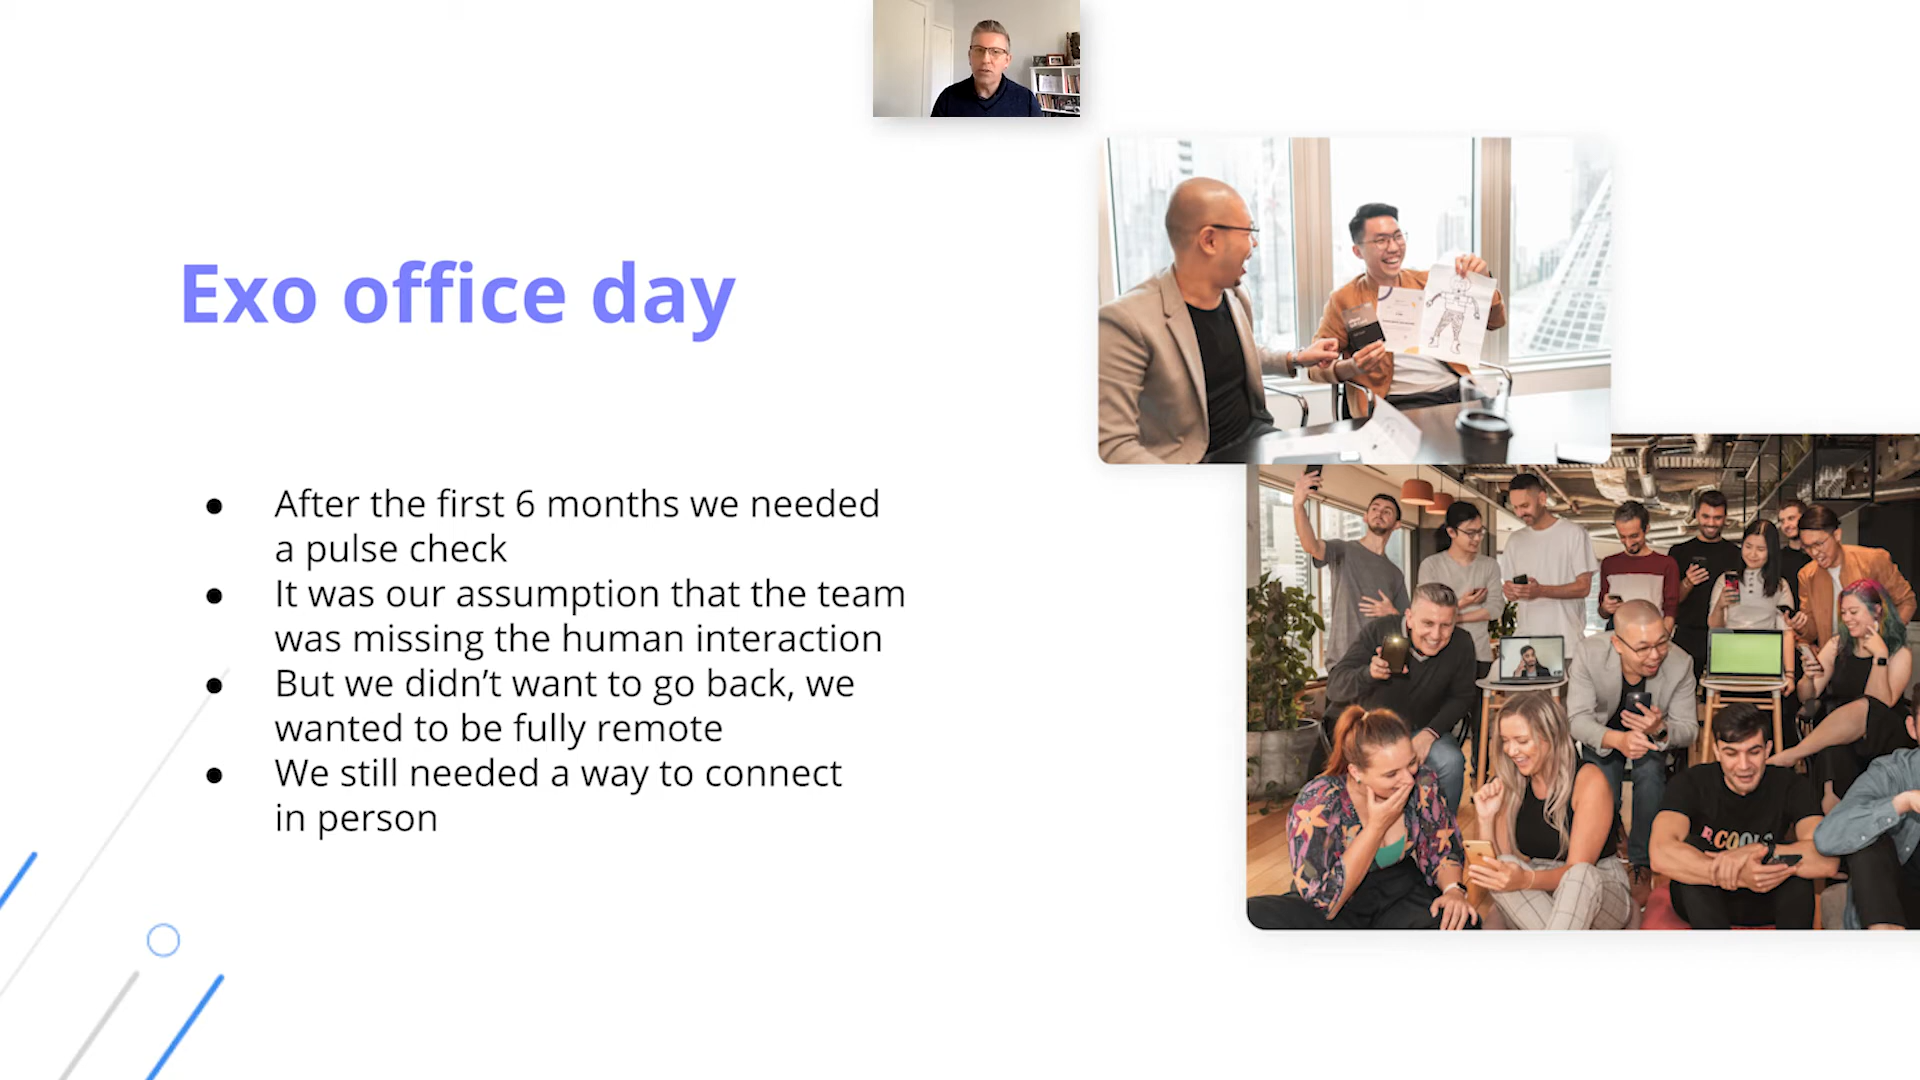 Exo office day
● After the first 6 months we needed
a pulse check
● It was our assumption that the team
was missing the human interaction
● But we didn’t want to go back, we
wanted to be fully remote
● We still needed a way to connect
in person